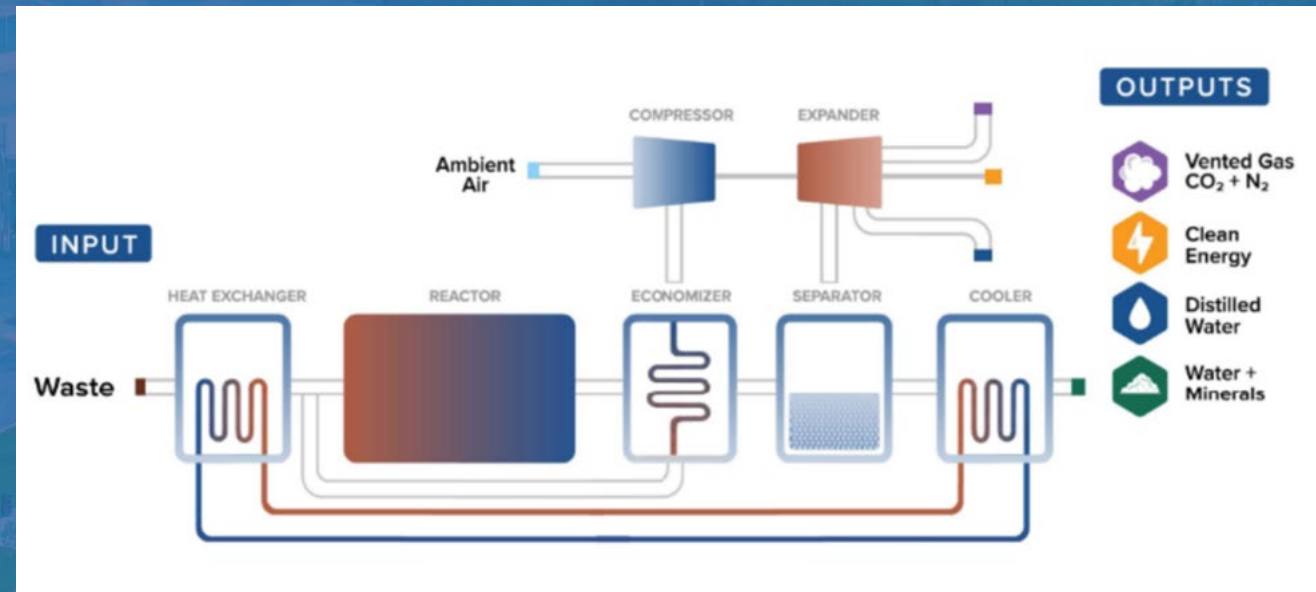 OUTPUTS
COMPRESSOR
EXPANDER
Ambient
Air
Vented Gas
CO₂ + N₂
INPUT
Clean
Energy
HEAT EXCHANGER
REACTOR
ECONOMIZER
SEPARATOR
COOLER
Distilled
Water
Waste
Water +
Minerals